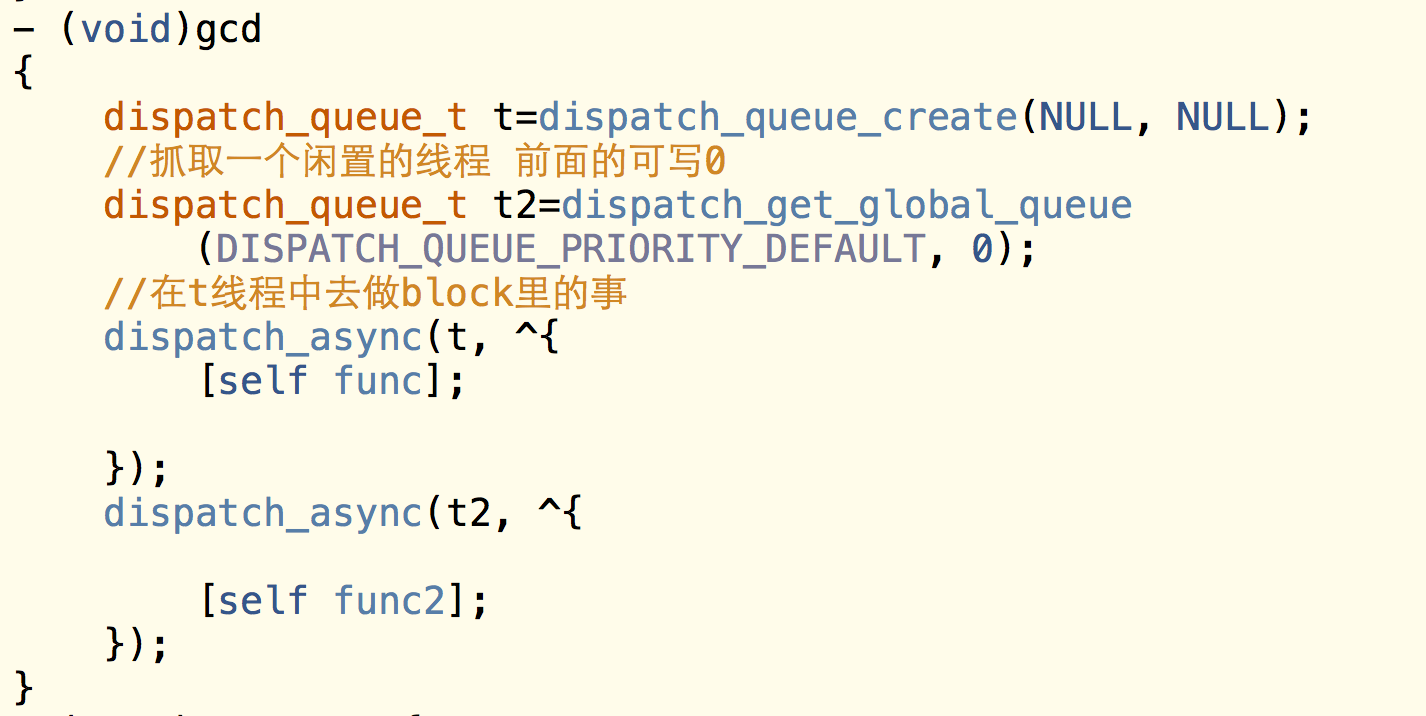 - (void)gcd
{
    dispatch_queue_t t=dispatch_queue_create(NULL, NULL);
    //抓取一个闲置的线程 前面的可写0
    dispatch_queue_t t2=dispatch_get_global_queue
        (DISPATCH_QUEUE_PRIORITY_DEFAULT, 0);
    //在t线程中去做block里的事
    dispatch_async(t, ^{
        [self func];
    });
    dispatch_async(t2, ^{
        [self func2];
    });
}